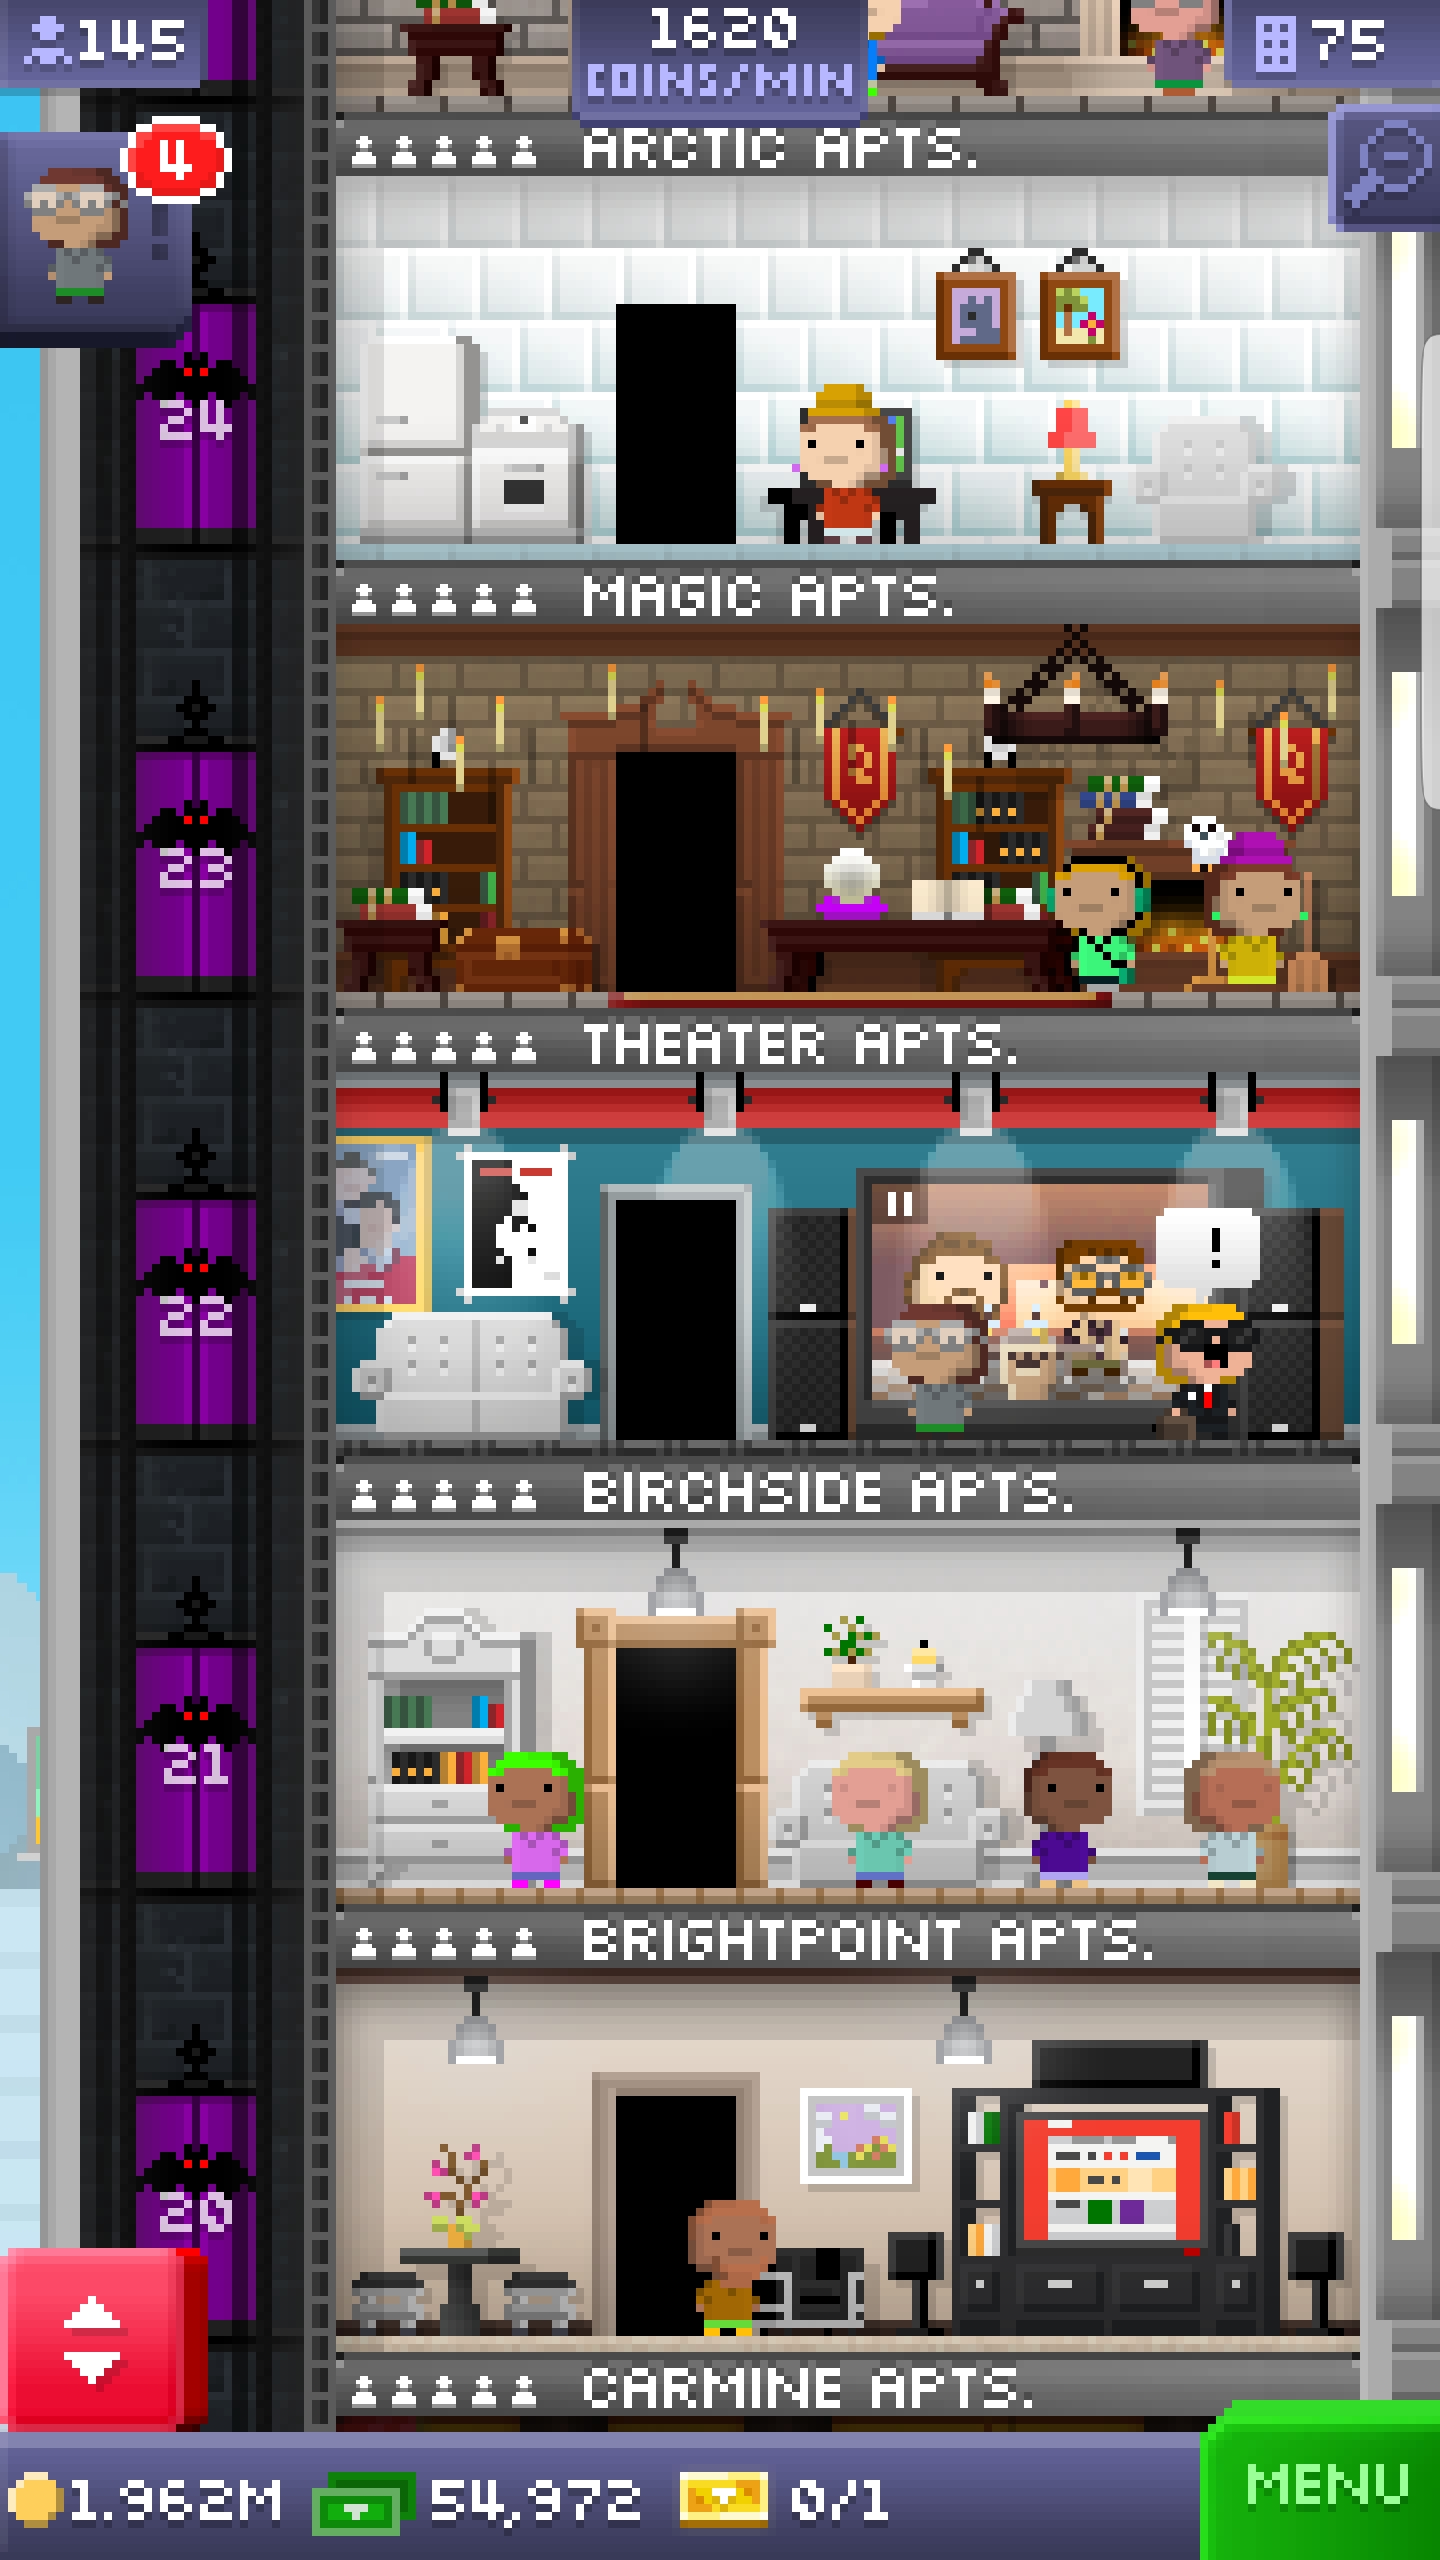 145
1620
COINS/MIN
75
4
ARCTIC APTS.
24
MAGIC APTS.
23
THEATER APTS.
!
22
BIRCHSIDE APTS.
21
BRIGHTPOINT APTS.
20
CARMINE APTS.
1.962M
54,972
0/1
MENU